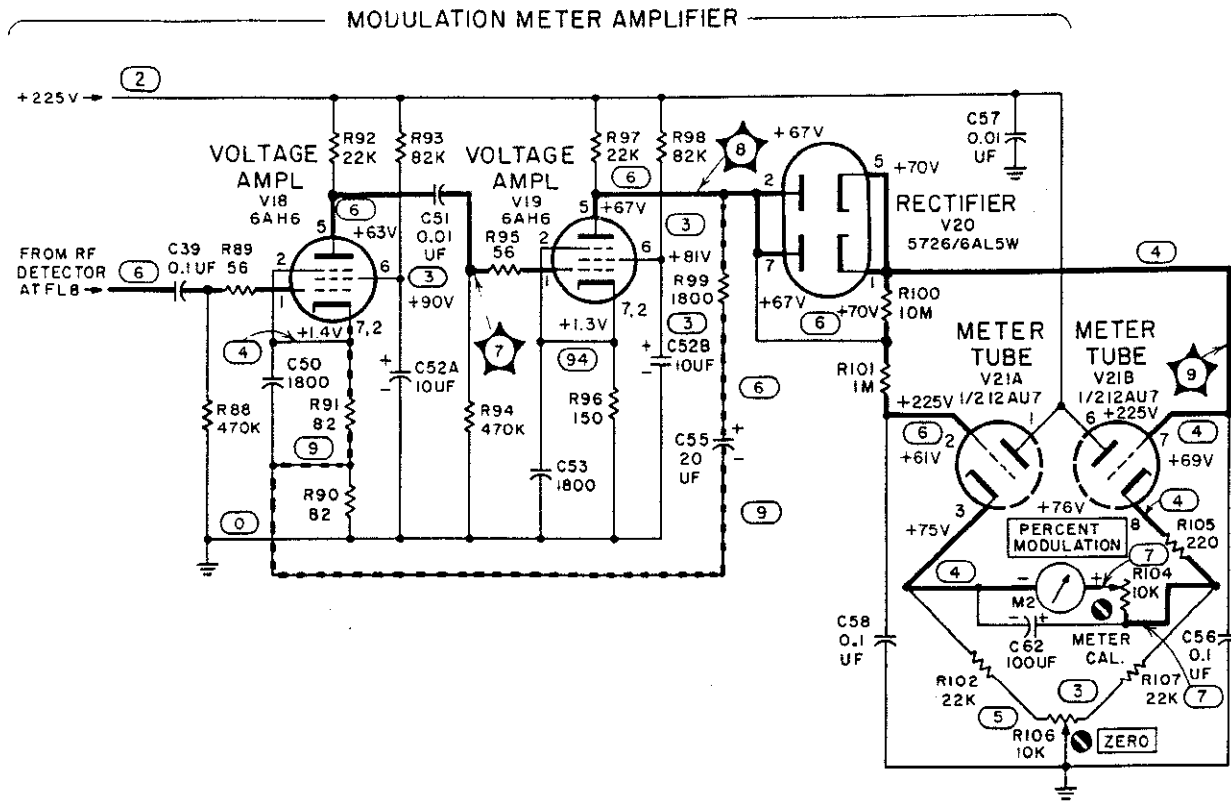 MODULATION METER AMPLIFIER
2
+225V
R92
22K
R93
82K
R97
22K
R98
82K
C57
0.01
UF
VOLTAGE
AMPL
V18
6AH6
VOLTAGE
AMPL
V19
6AH6
8
+67V
2
5
+70V
RECTIFIER
V20
5726/6AL5W
5
6
+63V
C51
0.01
UF
5
+67V
6
3
+81V
FROM RF
DETECTOR
AT FL8
6
C39
0.1UF
R89
56
2
1
6
3
+90V
R95
56
2
1
6
R99
1800
7
+67V
1
+70V
6
4
R100
10M
7,2
+1.4V
4
C50
1800
7
7,2
+1.3V
94
3
C52B
10UF
C52A
10UF
R101
1M
METER
TUBE
V21A
1/2 12AU7
METER
TUBE
V21B
1/2 12AU7
9
R88
470K
R91
82
9
R94
470K
R96
150
6
C55
20
UF
+225V
6
2
+61V
1
6
+225V
7
4
+69V
R90
82
C53
1800
9
0
3
+75V
+76V
8
4
R105
220
PERCENT
MODULATION
7
4
M2
R104
10K
C62
100UF
METER
CAL.
C58
0.1
UF
C56
0.1
UF
R102
22K
3
R107
22K
7
5
R106
10K
ZERO